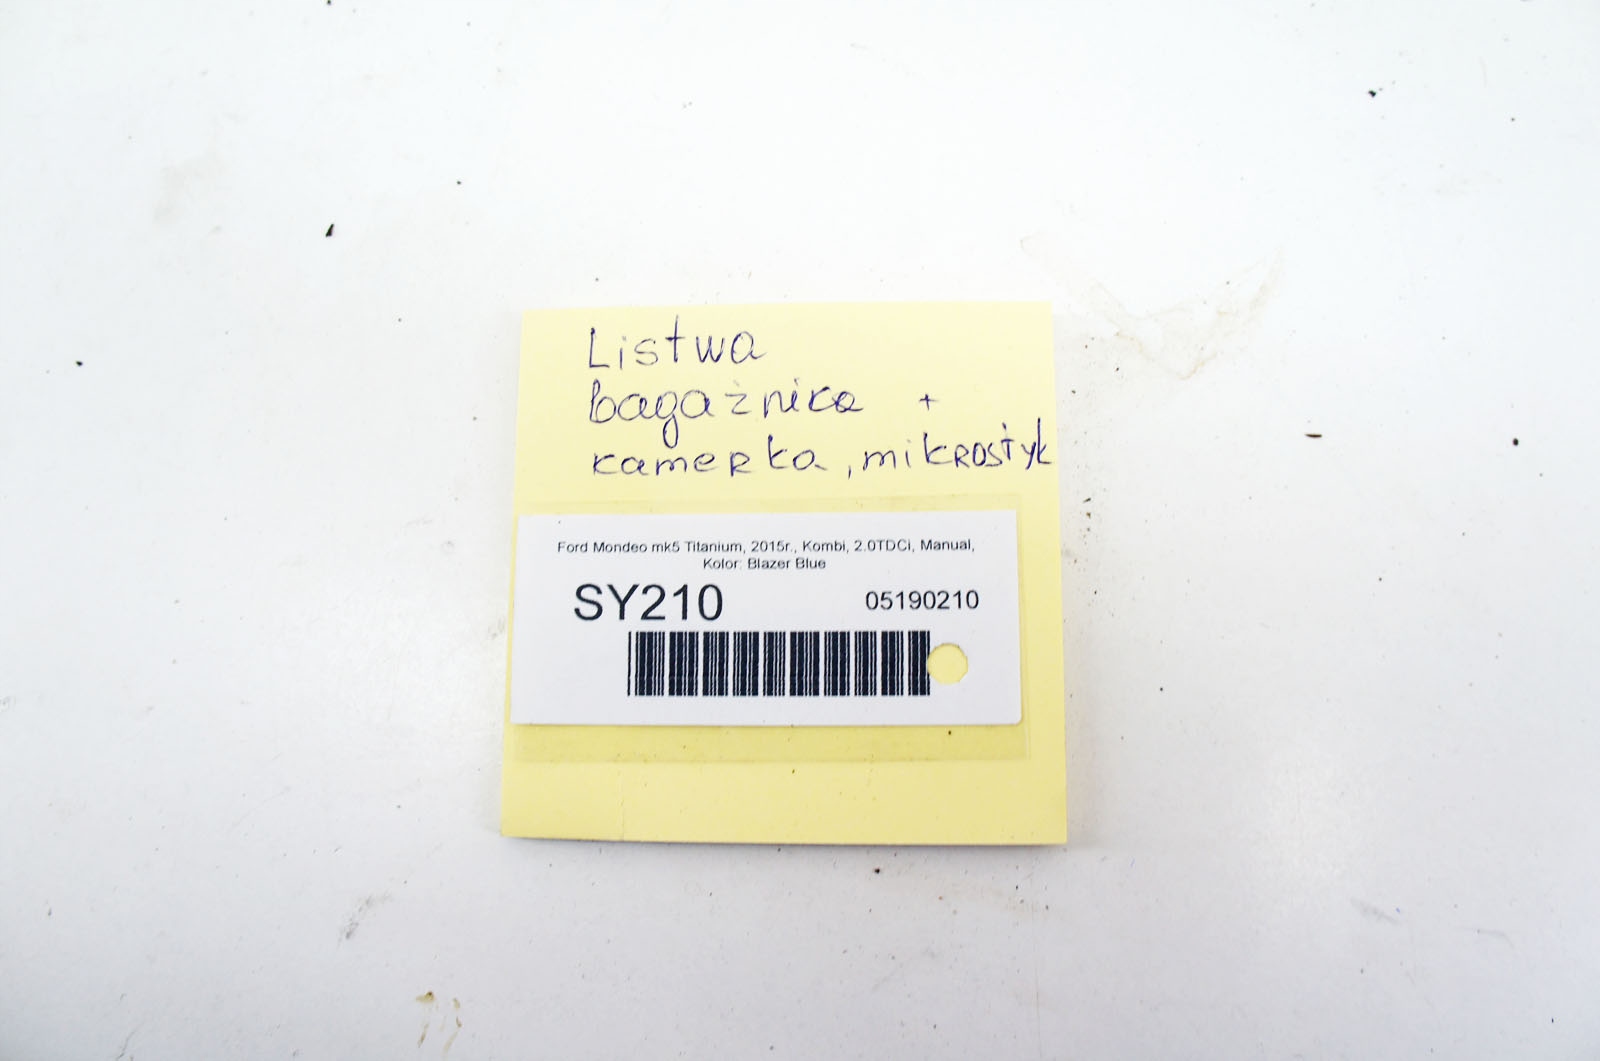 Listwa
bagażnika +
kamerka, mikrostyk
Ford Mondeo mk5 Titanium, 2015r., Kombi, 2.0TDCi, Manual,
Kolor: Blazer Blue
SY210 05190210